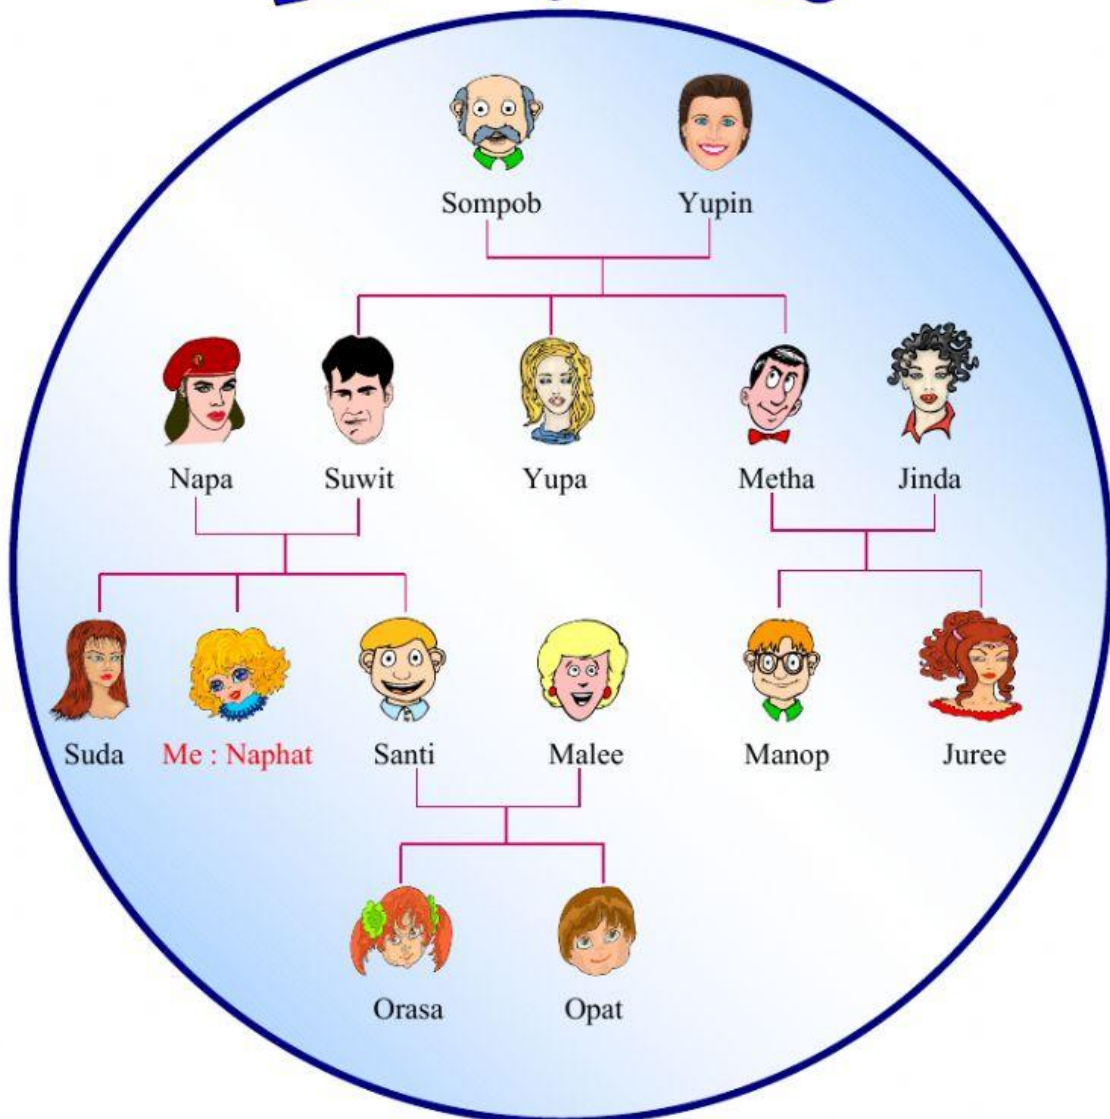 Sompob Yupin
Napa Suwit Yupa Metha Jinda
Suda Me : Naphat Santi Malee Manop Juree
Orasa Opat